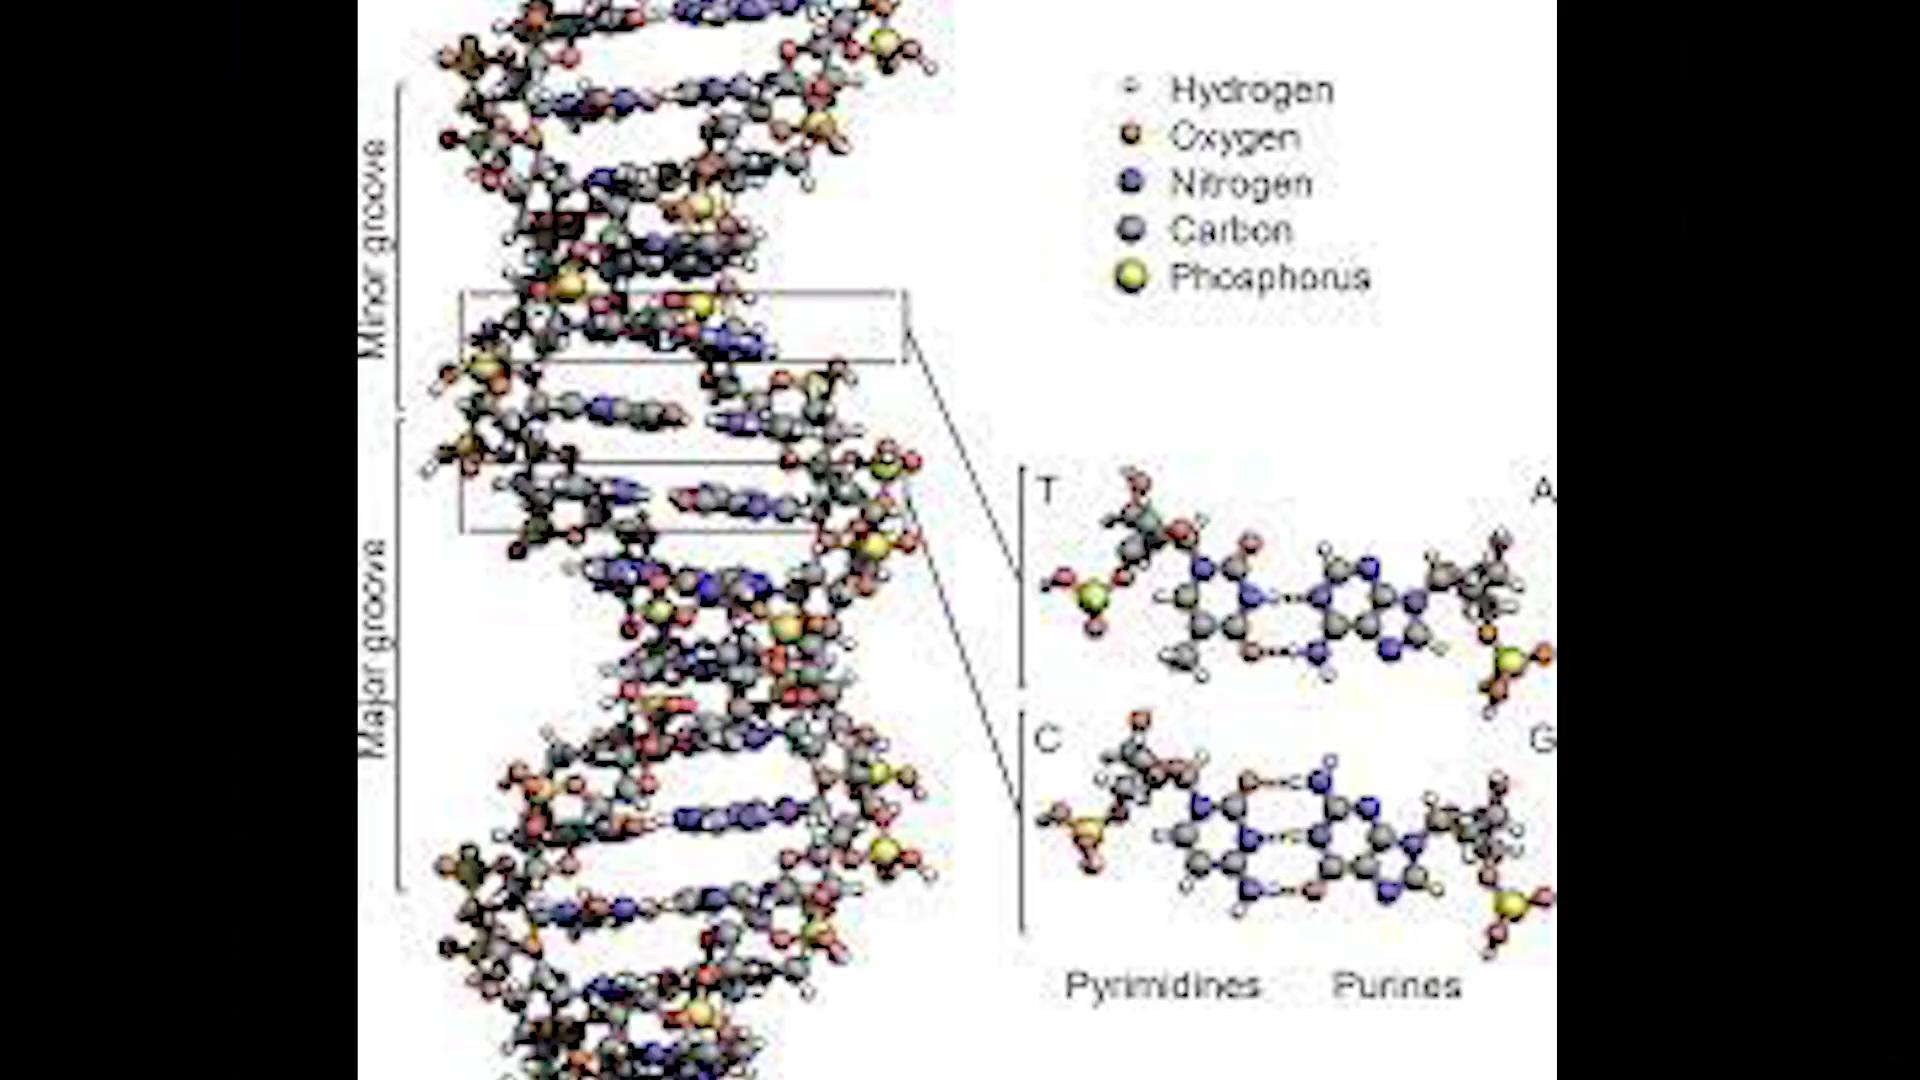 Hydrogen
Oxygen
Nitrogen
Carbon
Phosphorus
Minor groove
Major groove
T A
C G
Pyrimidines Purines